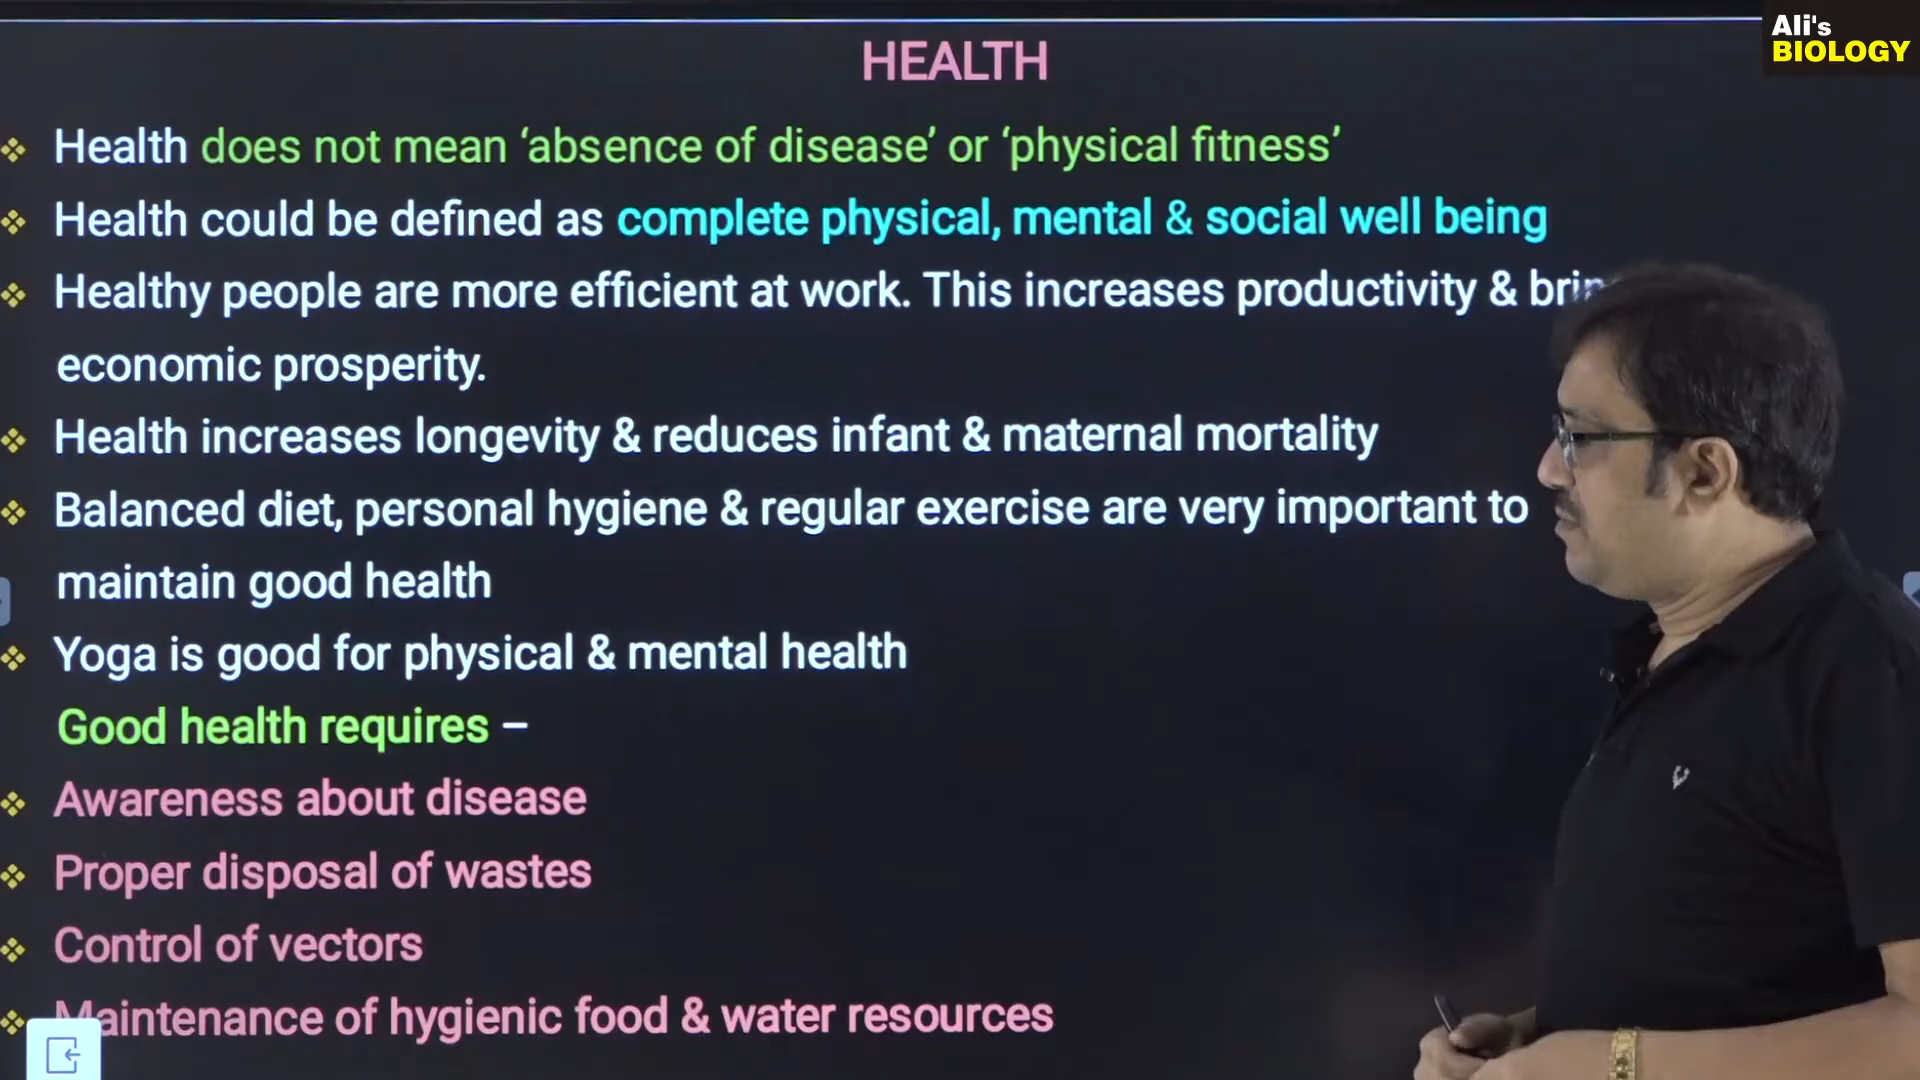 Ali's
BIOLOGY
HEALTH
Health does not mean ‘absence of disease’ or ‘physical fitness’
Health could be defined as complete physical, mental & social well being
Healthy people are more efficient at work. This increases productivity &
economic prosperity.
Health increases longevity & reduces infant & maternal mortality
Balanced diet, personal hygiene & regular exercise are very important to
maintain good health
Yoga is good for physical & mental health
Good health requires –
Awareness about disease
Proper disposal of wastes
Control of vectors
Maintenance of hygienic food & water resources